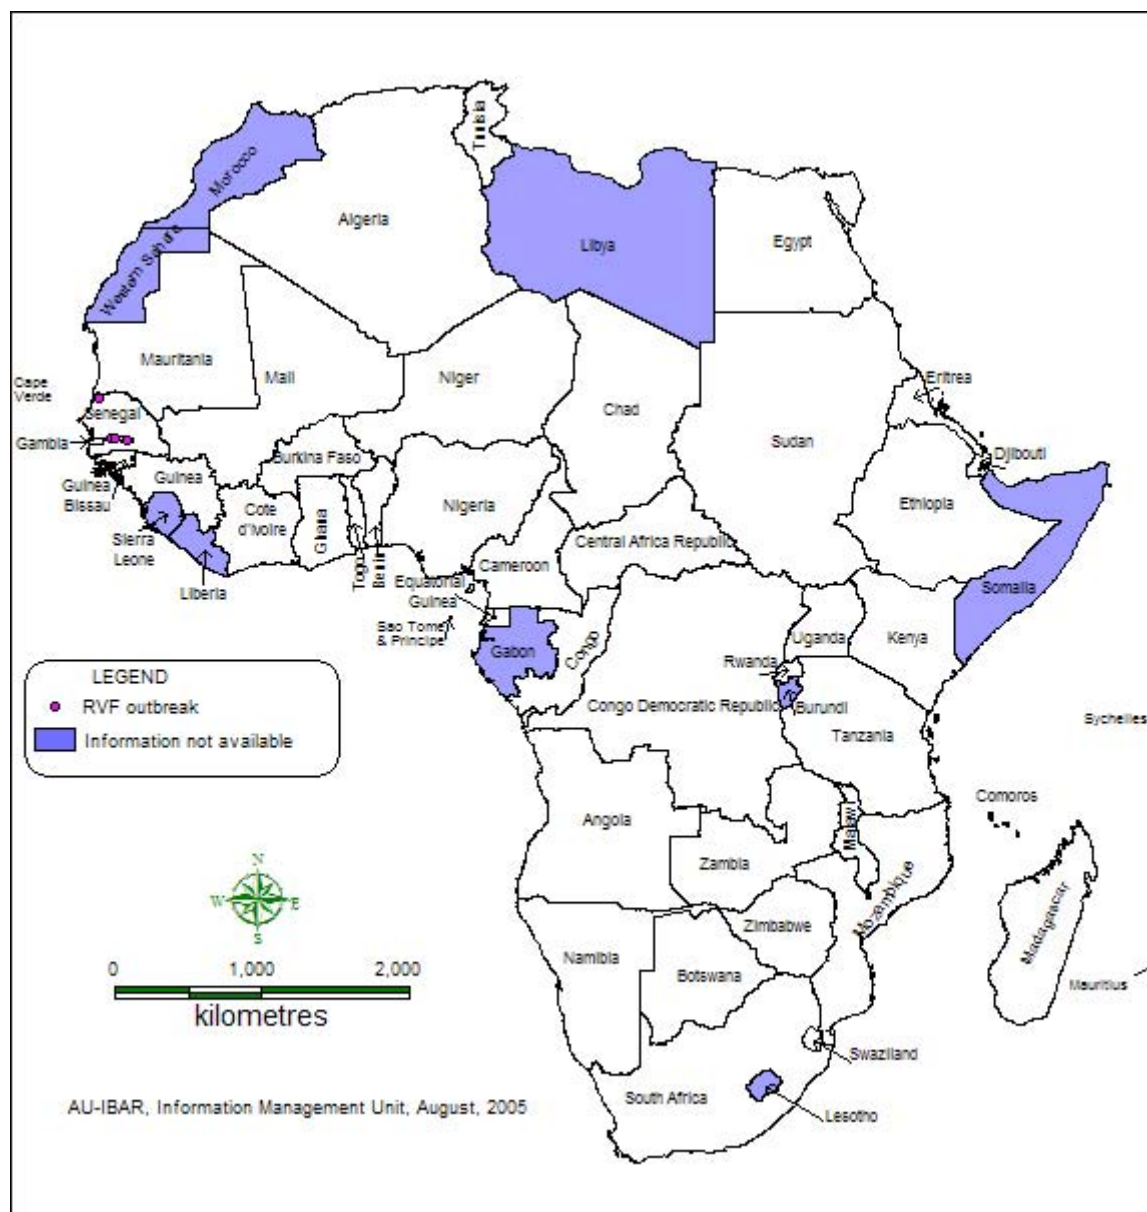 Tunisia
Morocco
Algeria
Libya
Egypt
Western Sahara
Mauritania
Mali
Niger
Chad
Sudan
Eritrea
Cape
Verde
Senegal
Gambia
Djibouti
Guinea
Bissau
Guinea
Burkina Faso
Nigeria
Ethiopia
Sierra
Leone
Cote
d'Ivoire
Ghana
Togo
Benin
Liberia
Cameroon
Central Africa Republic
Somalia
Equatorial
Guinea
Sao Tome
& Principe
Gabon
Congo
Uganda
Kenya
Rwanda
Congo Democratic Republic
Burundi
Tanzania
Sychelles
LEGEND
RVF outbreak
Information not available
Angola
Zambia
Malawi
Comoros
Mozambique
Madagascar
Mauritius
Zimbabwe
Namibia
Botswana
N
W E
S
0 1,000 2,000
kilometres
Swaziland
South Africa
Lesotho
AU-IBAR, Information Management Unit, August, 2005